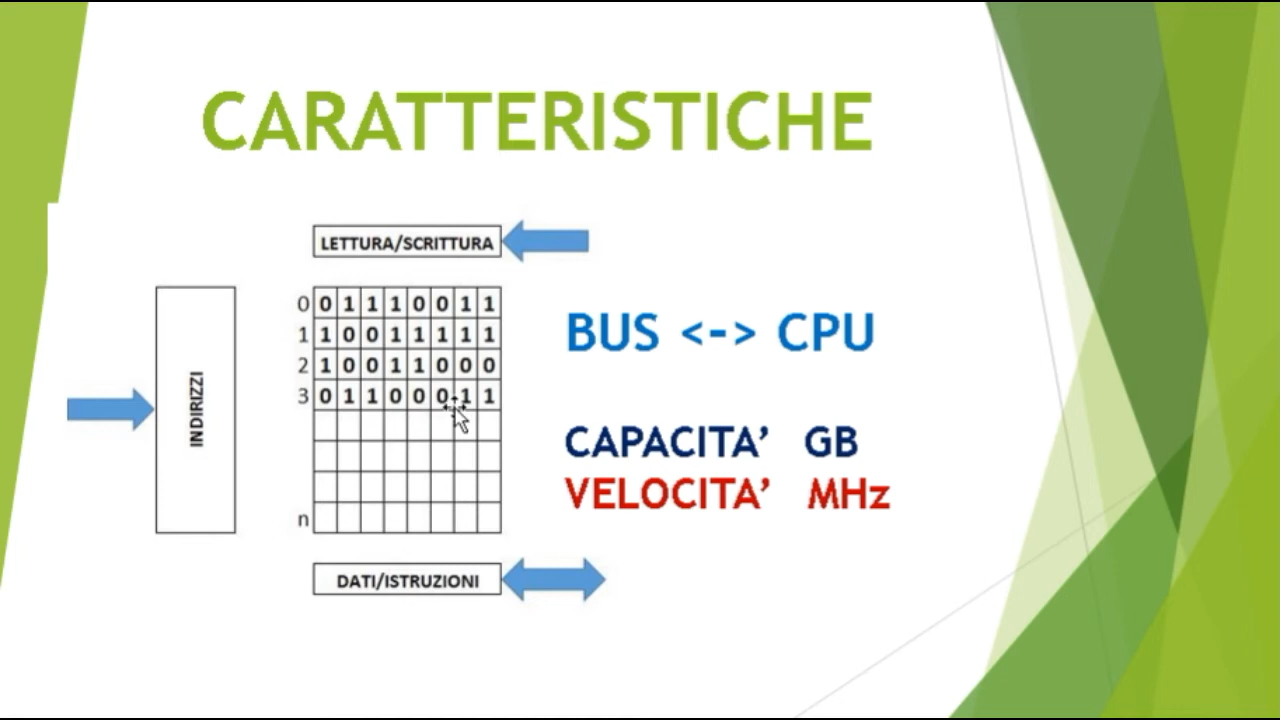 CARATTERISTICHE
LETTURA/SCRITTURA
INDIRIZZI
0 0 1 1 1 0 0 1 1
1 1 0 0 1 1 1 1 1
2 1 0 0 1 1 0 0 0
3 0 1 1 0 0 0 1 1
n
DATI/ISTRUZIONI
BUS <-> CPU
CAPACITA’ GB
VELOCITA’ MHz